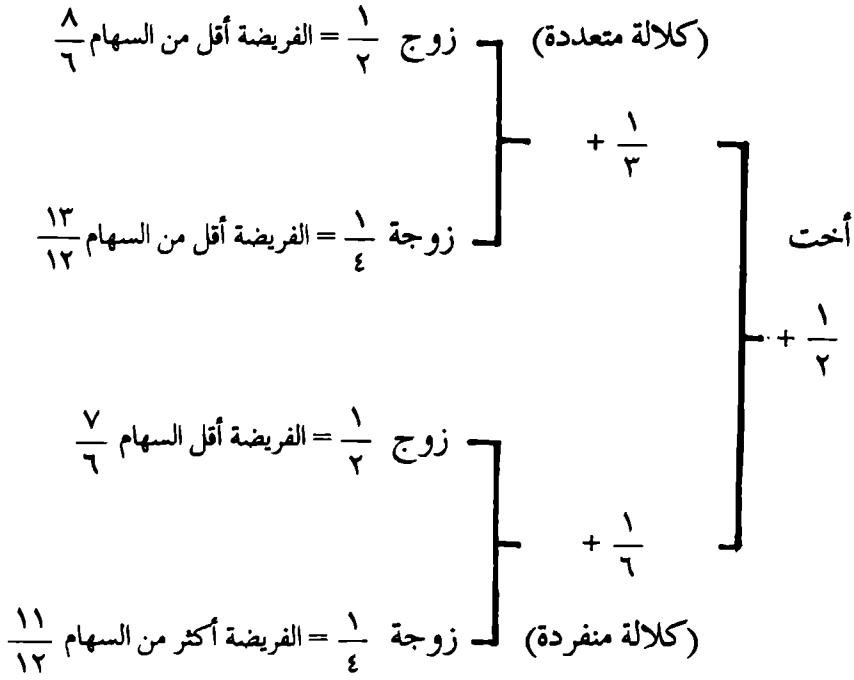 (كلالة متعددة) زوج ١/٢ = الفريضة أقل من السهام ٨/٦
١/٣ +
أخت زوجة ١/٤ = الفريضة أقل من السهام ١٣/١٢
١/٢ +
زوج ١/٢ = الفريضة أقل السهام ٧/٦
١/٦ +
(كلالة منفردة) زوجة ١/٤ = الفريضة أكثر من السهام ١١/١٢